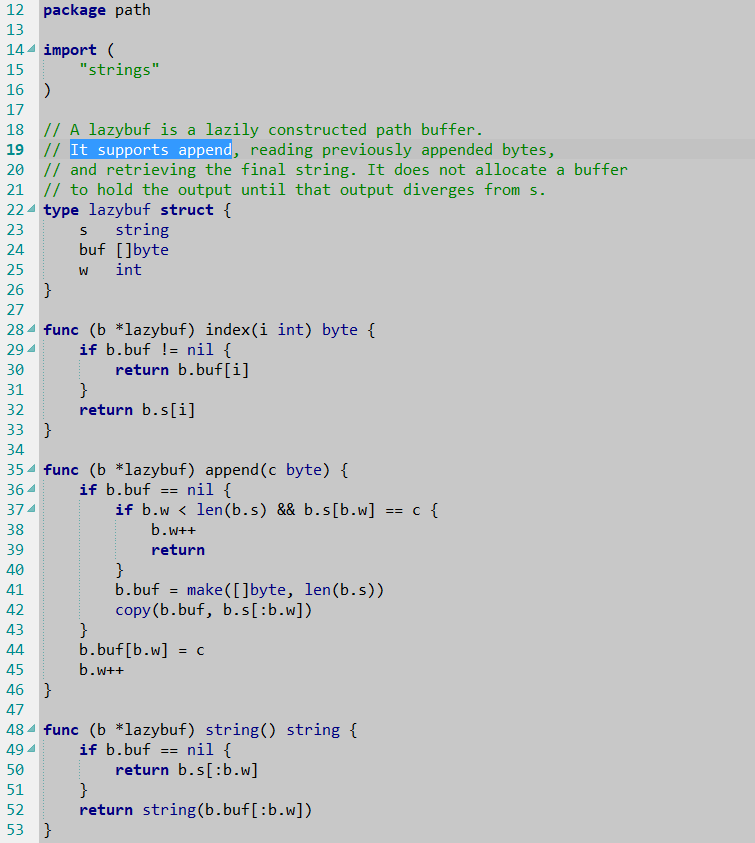 12 package path
13
14 import (
15     "strings"
16 )
17
18 // A lazybuf is a lazily constructed path buffer.
19 // It supports append, reading previously appended bytes,
20 // and retrieving the final string. It does not allocate a buffer
21 // to hold the output until that output diverges from s.
22 type lazybuf struct {
23     s   string
24     buf []byte
25     w   int
26 }
27
28 func (b *lazybuf) index(i int) byte {
29     if b.buf != nil {
30         return b.buf[i]
31     }
32     return b.s[i]
33 }
34
35 func (b *lazybuf) append(c byte) {
36     if b.buf == nil {
37         if b.w < len(b.s) && b.s[b.w] == c {
38             b.w++
39             return
40         }
41         b.buf = make([]byte, len(b.s))
42         copy(b.buf, b.s[:b.w])
43     }
44     b.buf[b.w] = c
45     b.w++
46 }
47
48 func (b *lazybuf) string() string {
49     if b.buf == nil {
50         return b.s[:b.w]
51     }
52     return string(b.buf[:b.w])
53 }